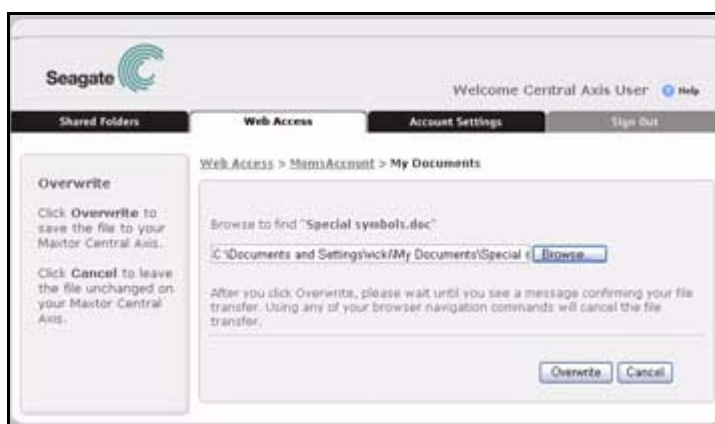 Seagate
Welcome Central Axis User Help
Shared Folders Web Access Account Settings Sign Out
Web Access > MomsAccount > My Documents
Overwrite
Click Overwrite to
save the file to your
Maxtor Central Axis.
Click Cancel to leave
the file unchanged on
your Maxtor Central
Axis.
Browse to find "Special symbols.doc"
C:\Documents and Settings\vicki\My Documents\Special s Browse...
After you click Overwrite, please wait until you see a message confirming your file
transfer. Using any of your browser navigation commands will cancel the file
transfer.
Overwrite Cancel